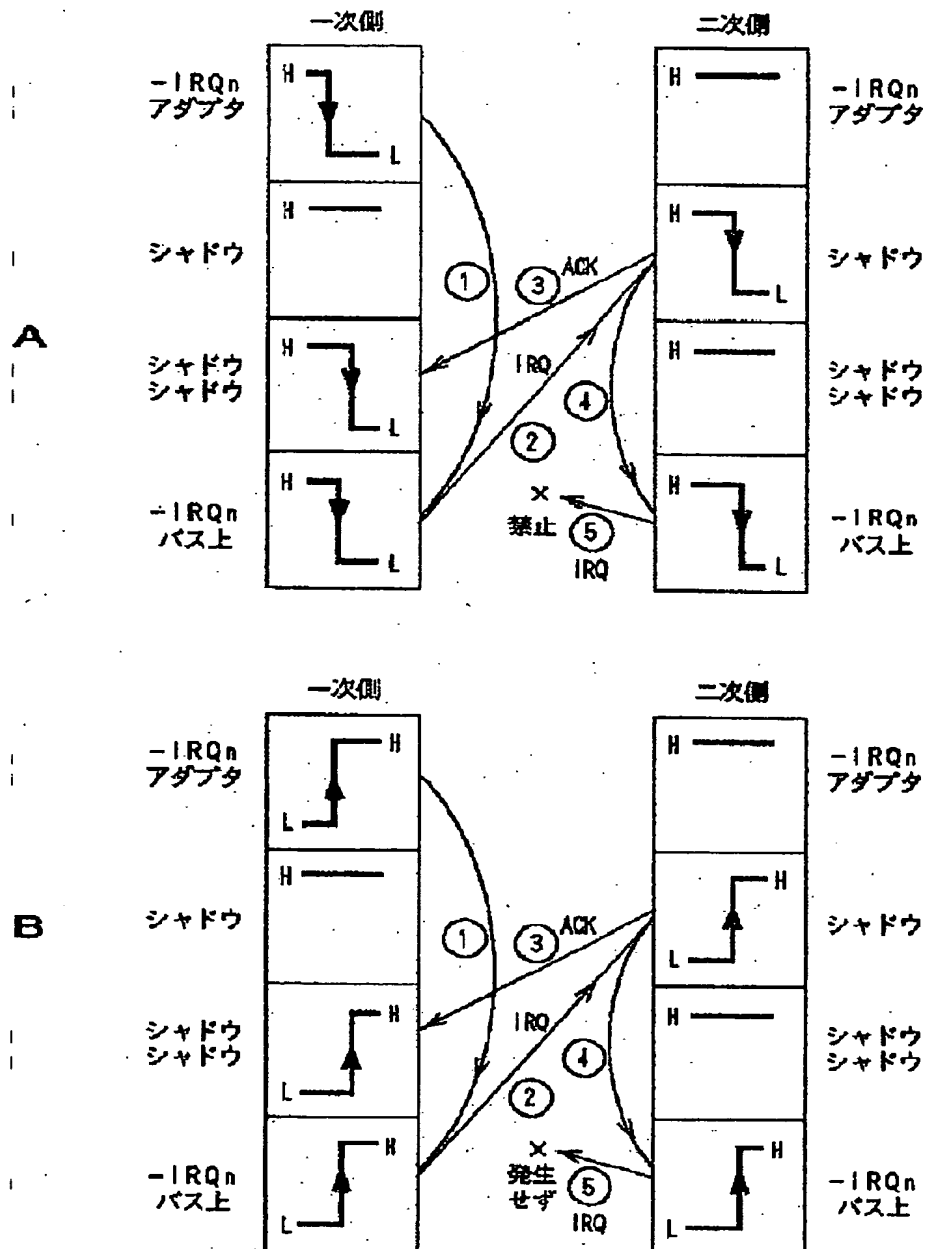 一次側 二次側
-IRQn アダプタ H L H -IRQn アダプタ
シャドウ H H L シャドウ
① ③ ACK
A
シャドウ シャドウ H L H シャドウ シャドウ
IRQ ④
②
-IRQn バス上 H L H L -IRQn バス上
×
禁止 ⑤
IRQ
一次側 二次側
-IRQn アダプタ L H H -IRQn アダプタ
シャドウ H L H シャドウ
B
① ③ ACK
シャドウ シャドウ L H H シャドウ シャドウ
IRQ ④
②
-IRQn バス上 L H L H -IRQn バス上
×
発生
せず ⑤
IRQ